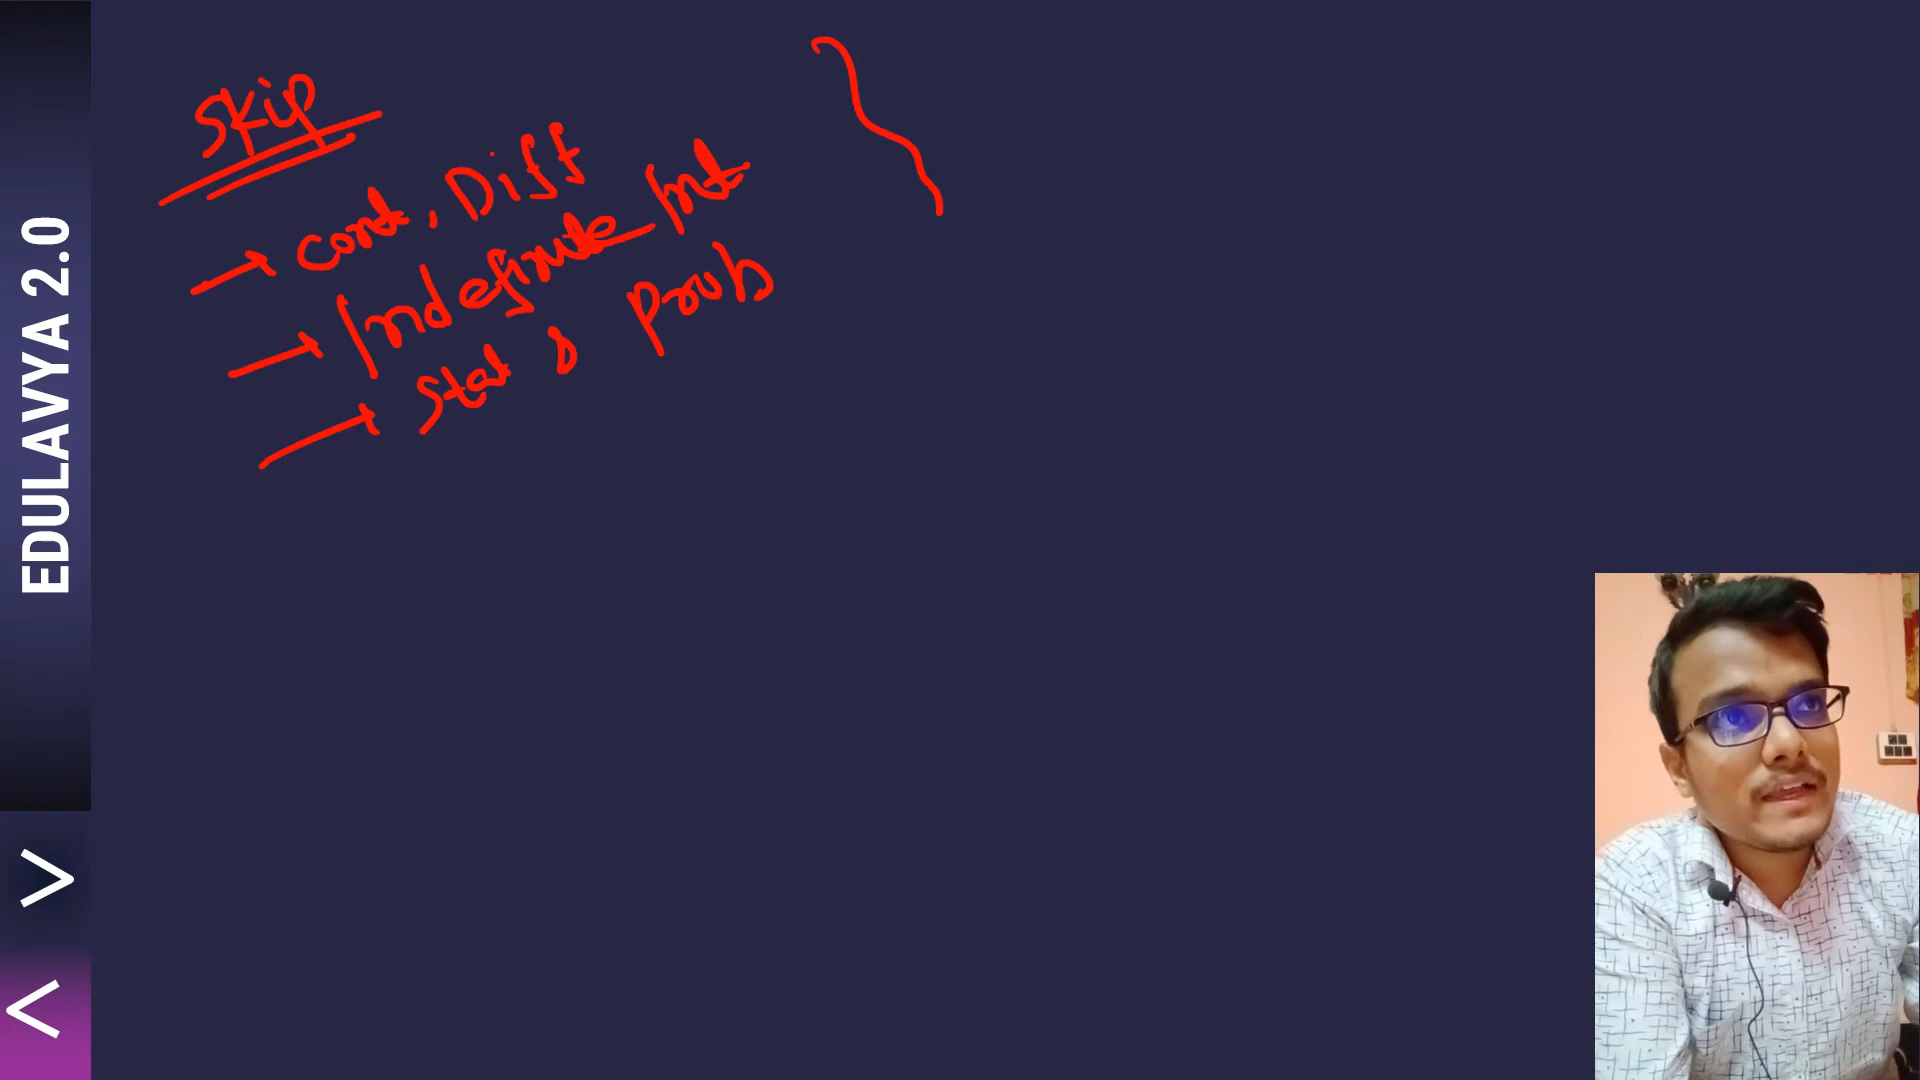 EDULAVYA 2.0
Skip
→ Cont, Diff
→ Indefinite Int
→ Stat & Prob